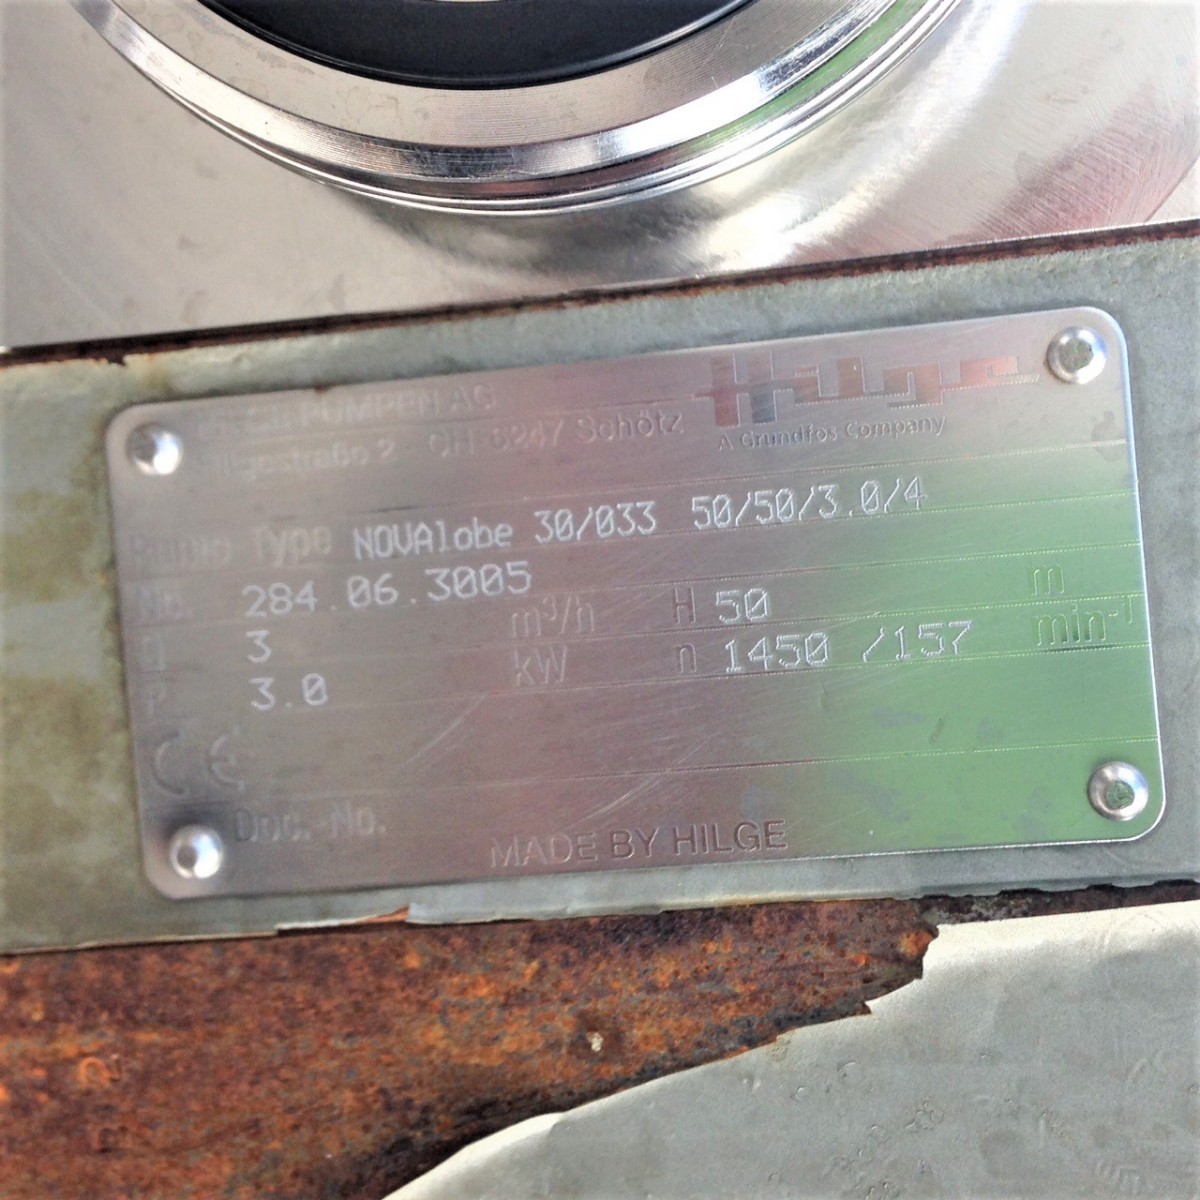 PUMPEN AG
Hilgestraße 2 CH 6247 Schötz
Hilge
A Grundfos Company
Type NOVAlobe 30/033 50/50/3.0/4
No. 284.06.3005
Q 3 m³/h H 50 m
P 3.0 kW n 1450 /157 min-1
CE
Doc.-No.
MADE BY HILGE